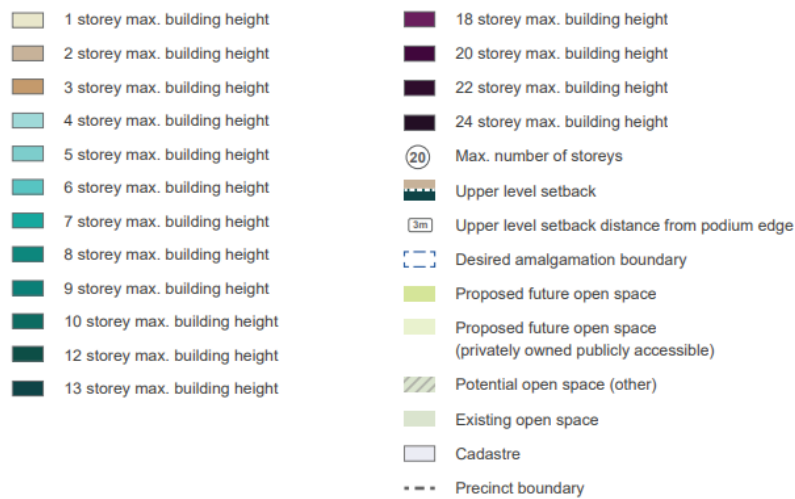 1 storey max. building height
2 storey max. building height
3 storey max. building height
4 storey max. building height
5 storey max. building height
6 storey max. building height
7 storey max. building height
8 storey max. building height
9 storey max. building height
10 storey max. building height
12 storey max. building height
13 storey max. building height
18 storey max. building height
20 storey max. building height
22 storey max. building height
24 storey max. building height
20 Max. number of storeys
Upper level setback
3m Upper level setback distance from podium edge
Desired amalgamation boundary
Proposed future open space
Proposed future open space
(privately owned publicly accessible)
Potential open space (other)
Existing open space
Cadastre
Precinct boundary